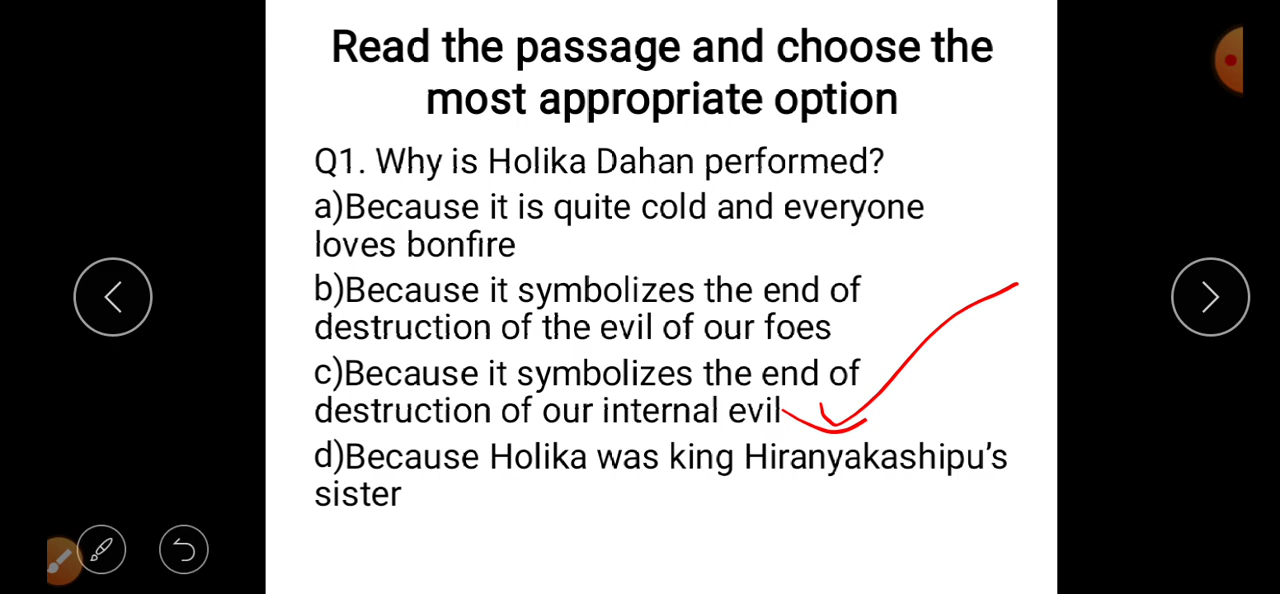 Read the passage and choose the
most appropriate option
Q1. Why is Holika Dahan performed?
a)Because it is quite cold and everyone
loves bonfire
b)Because it symbolizes the end of
destruction of the evil of our foes
c)Because it symbolizes the end of
destruction of our internal evil
d)Because Holika was king Hiranyakashipu’s
sister